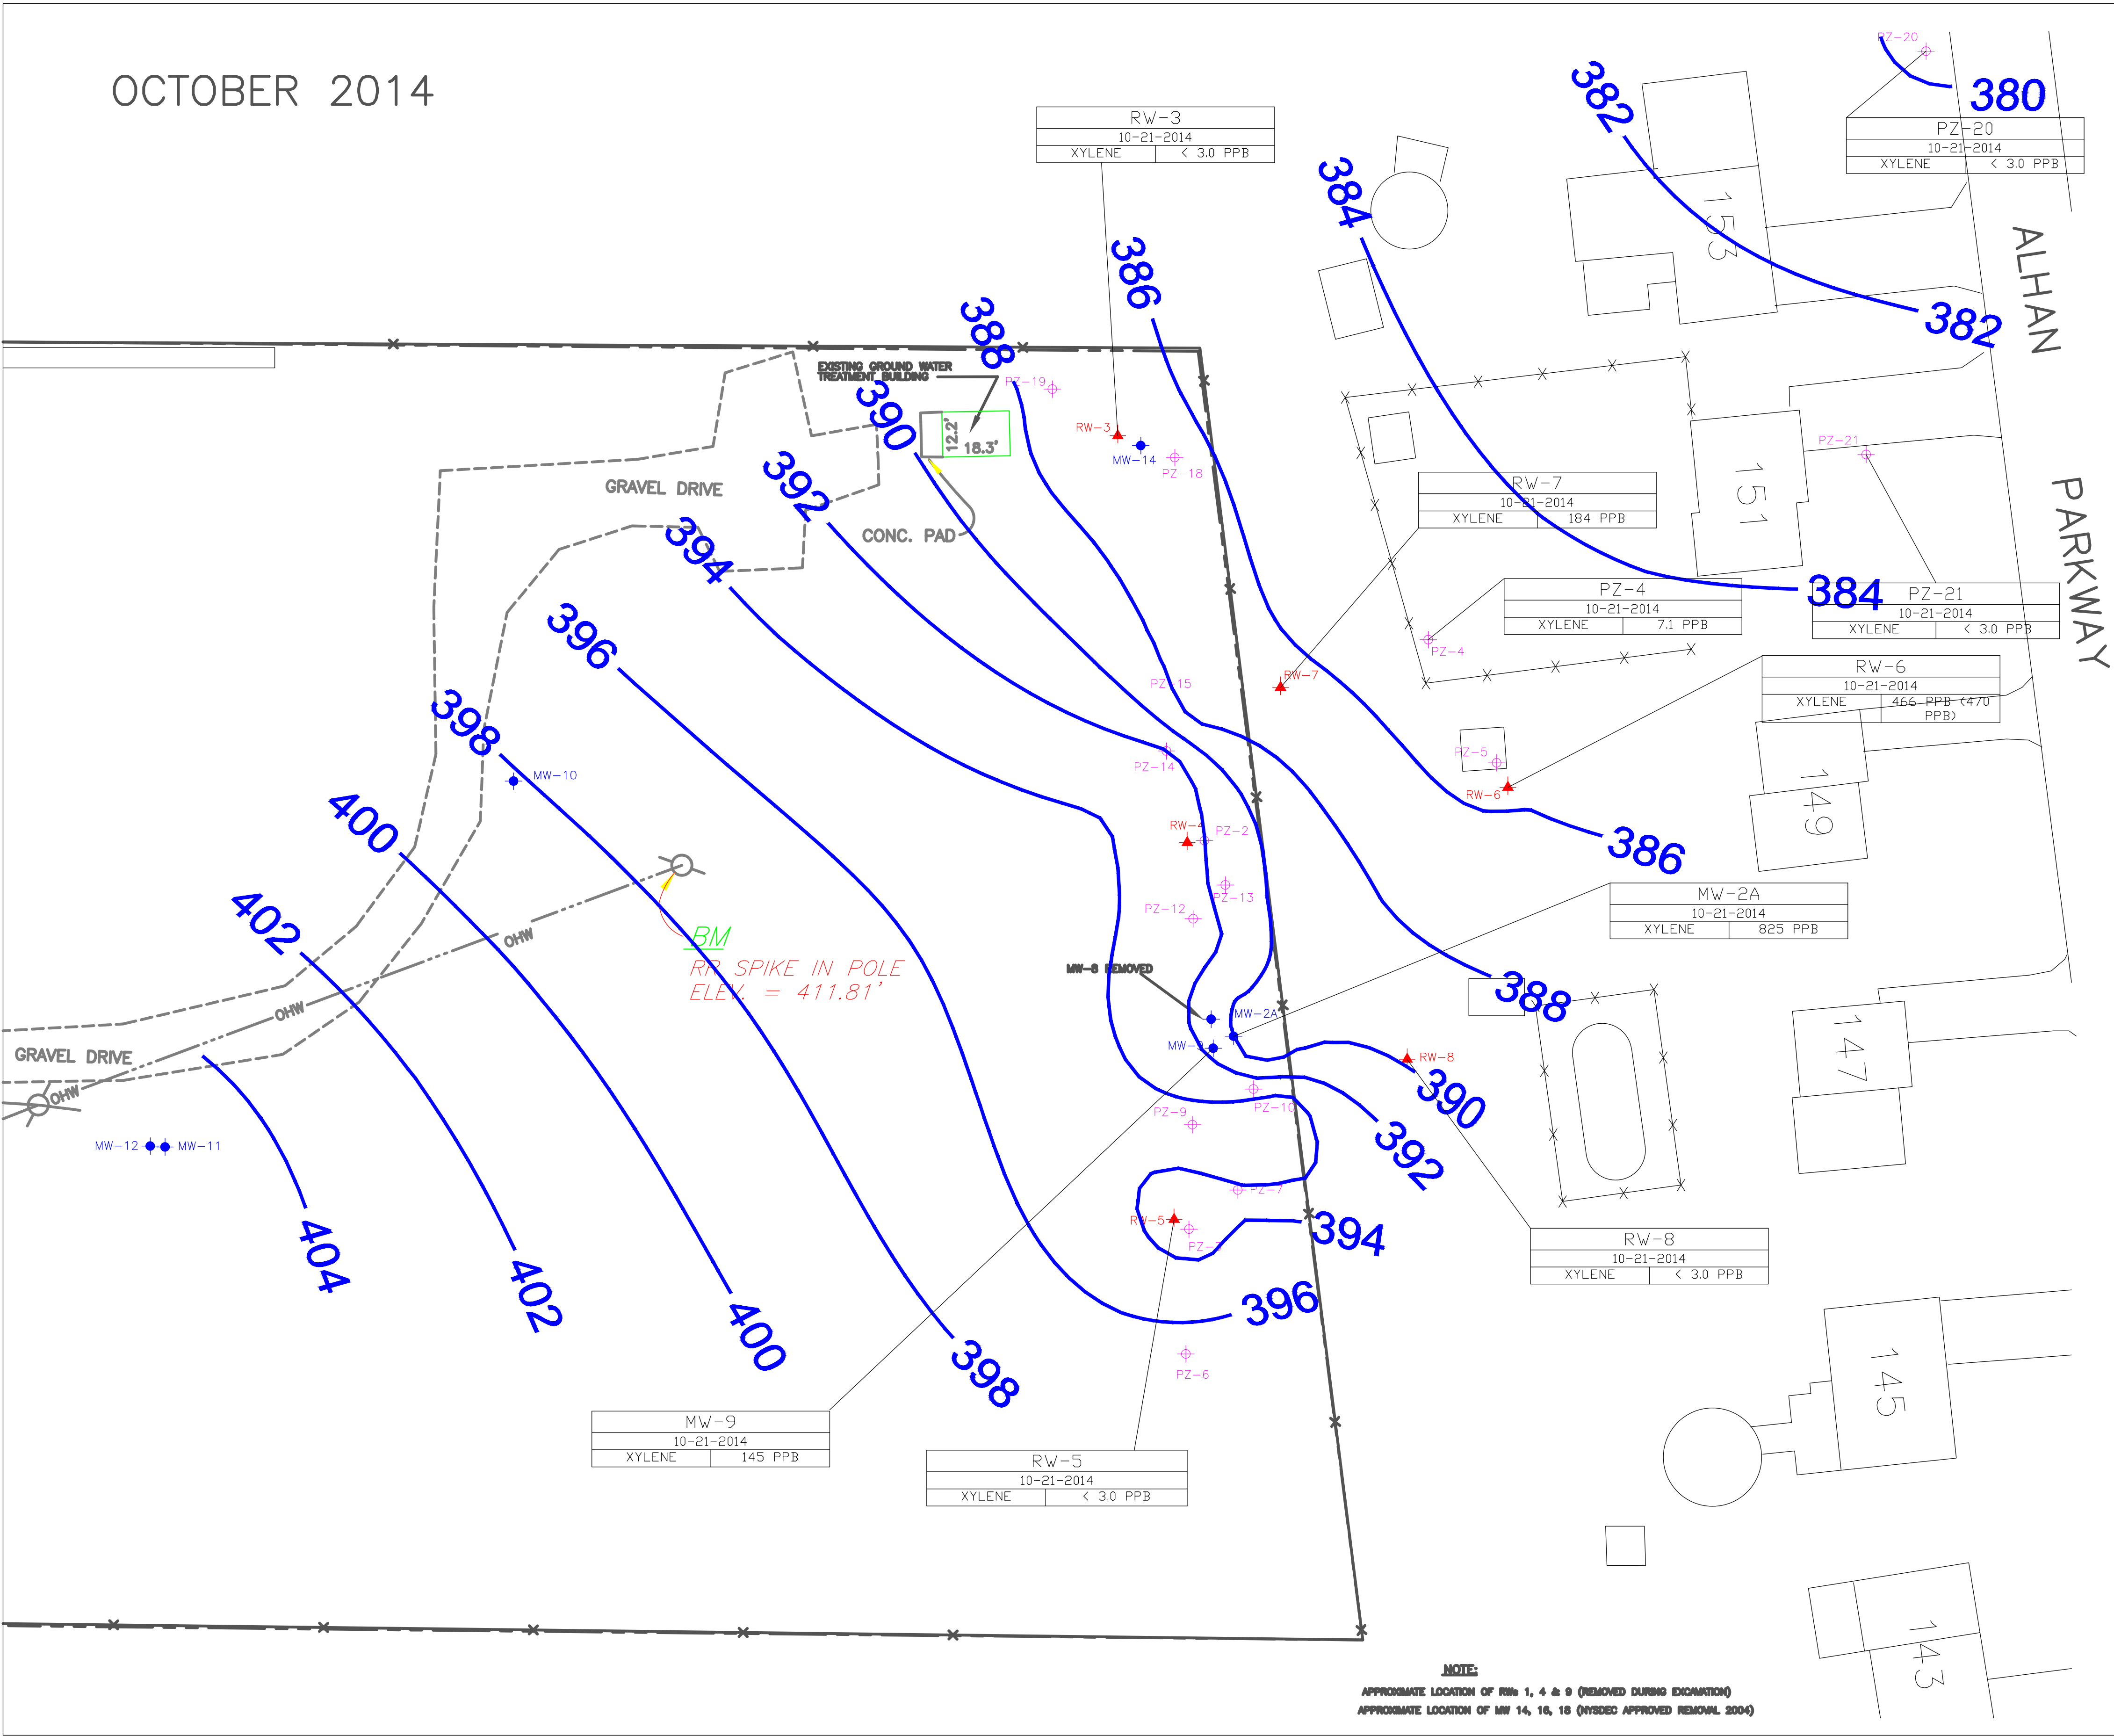 OCTOBER 2014
RW-3
10-21-2014
XYLENE < 3.0 PPB
PZ-20
380
PZ-20
10-21-2014
XYLENE < 3.0 PPB
382
384
386
388
153
ALHAN
382
EXISTING GROUND WATER
TREATMENT BUILDING
PZ-19
390
12.2'
18.3'
RW-3
MW-14
PZ-18
PZ-21
151
RW-7
10-21-2014
XYLENE 184 PPB
392
GRAVEL DRIVE
CONC. PAD
394
PARKWAY
PZ-4
10-21-2014
XYLENE 7.1 PPB
384
PZ-21
10-21-2014
XYLENE < 3.0 PPB
396
PZ-4
RW-6
10-21-2014
XYLENE 466 PPB (470
PPB)
PZ-15
RW-7
398
PZ-14
PZ-5
RW-6
MW-10
149
400
RW-4
PZ-2
386
PZ-13
PZ-12
MW-2A
10-21-2014
XYLENE 825 PPB
402
OHW
BM
RR SPIKE IN POLE
ELEV. = 411.81'
MW-8 REMOVED
388
OHW
MW-2A
MW-9
RW-8
GRAVEL DRIVE
147
OHW
390
PZ-10
PZ-9
392
MW-12
MW-11
PZ-7
RW-5
PZ-3
394
404
402
396
RW-8
10-21-2014
XYLENE < 3.0 PPB
400
398
PZ-6
145
MW-9
10-21-2014
XYLENE 145 PPB
RW-5
10-21-2014
XYLENE < 3.0 PPB
143
NOTE:
APPROXIMATE LOCATION OF RWs 1, 4 & 9 (REMOVED DURING EXCAVATION)
APPROXIMATE LOCATION OF MW 14, 16, 18 (NYSDEC APPROVED REMOVAL 2004)